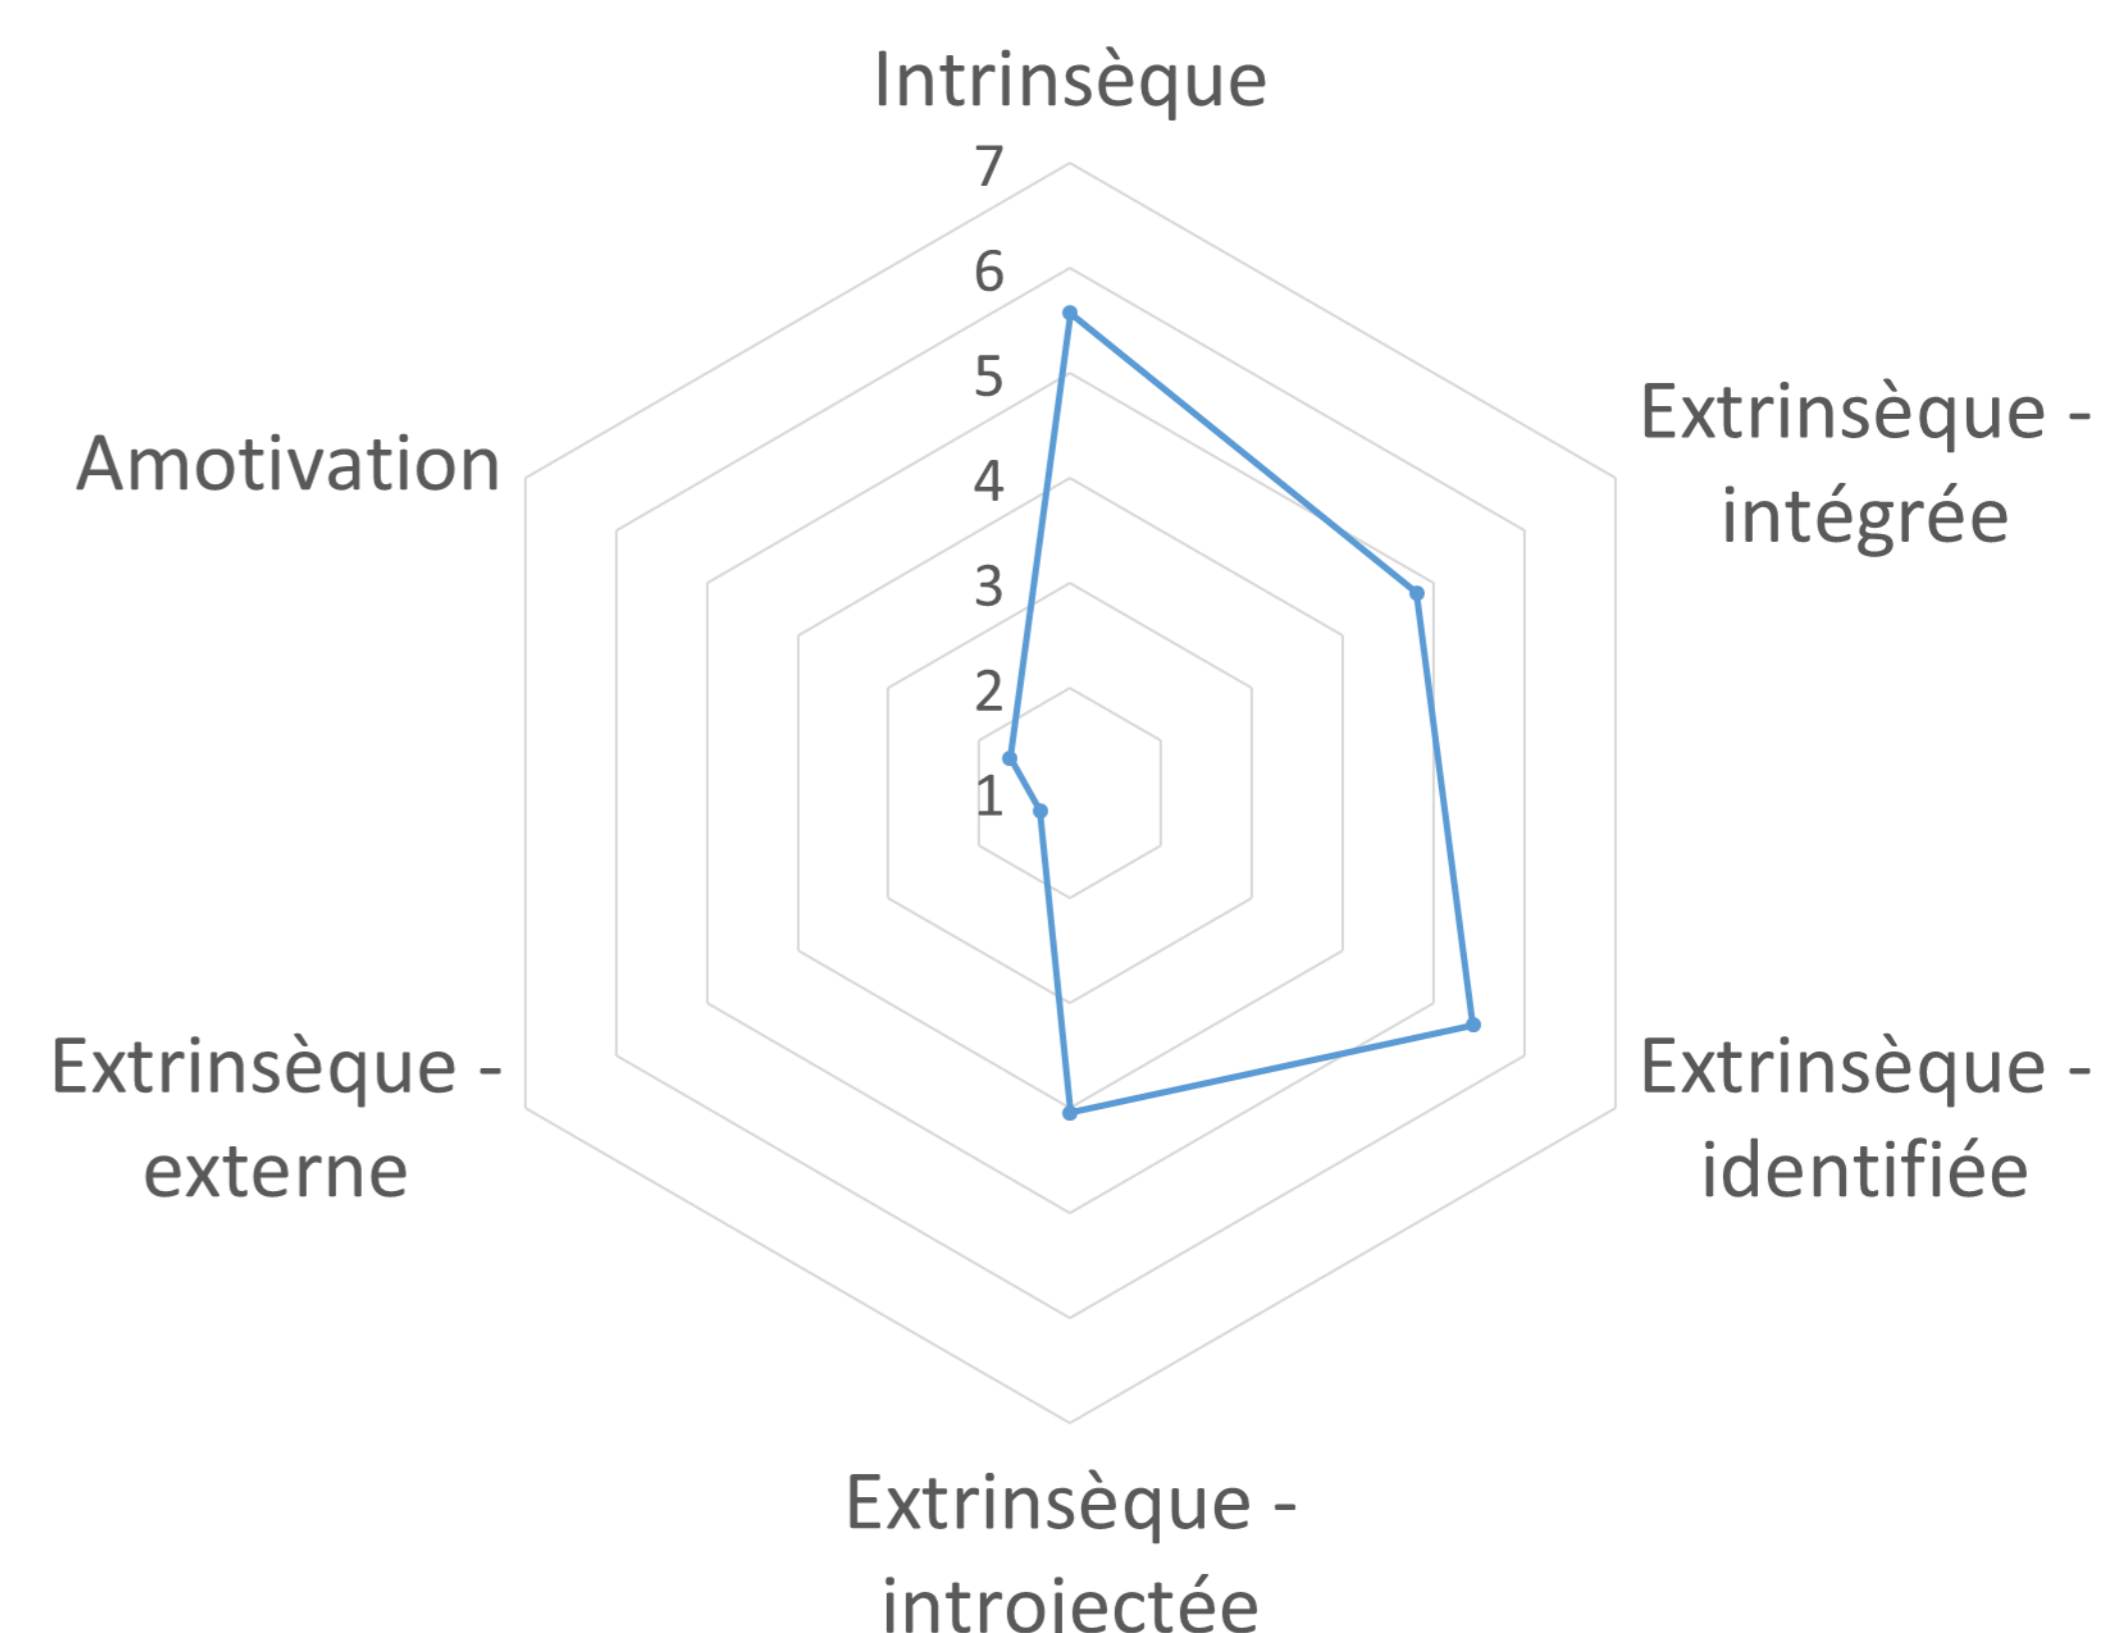 Intrinsèque
7
6
5
4
3
2
1
Extrinsèque -
intégrée
Extrinsèque -
identifiée
Extrinsèque -
introjectée
Extrinsèque -
externe
Amotivation